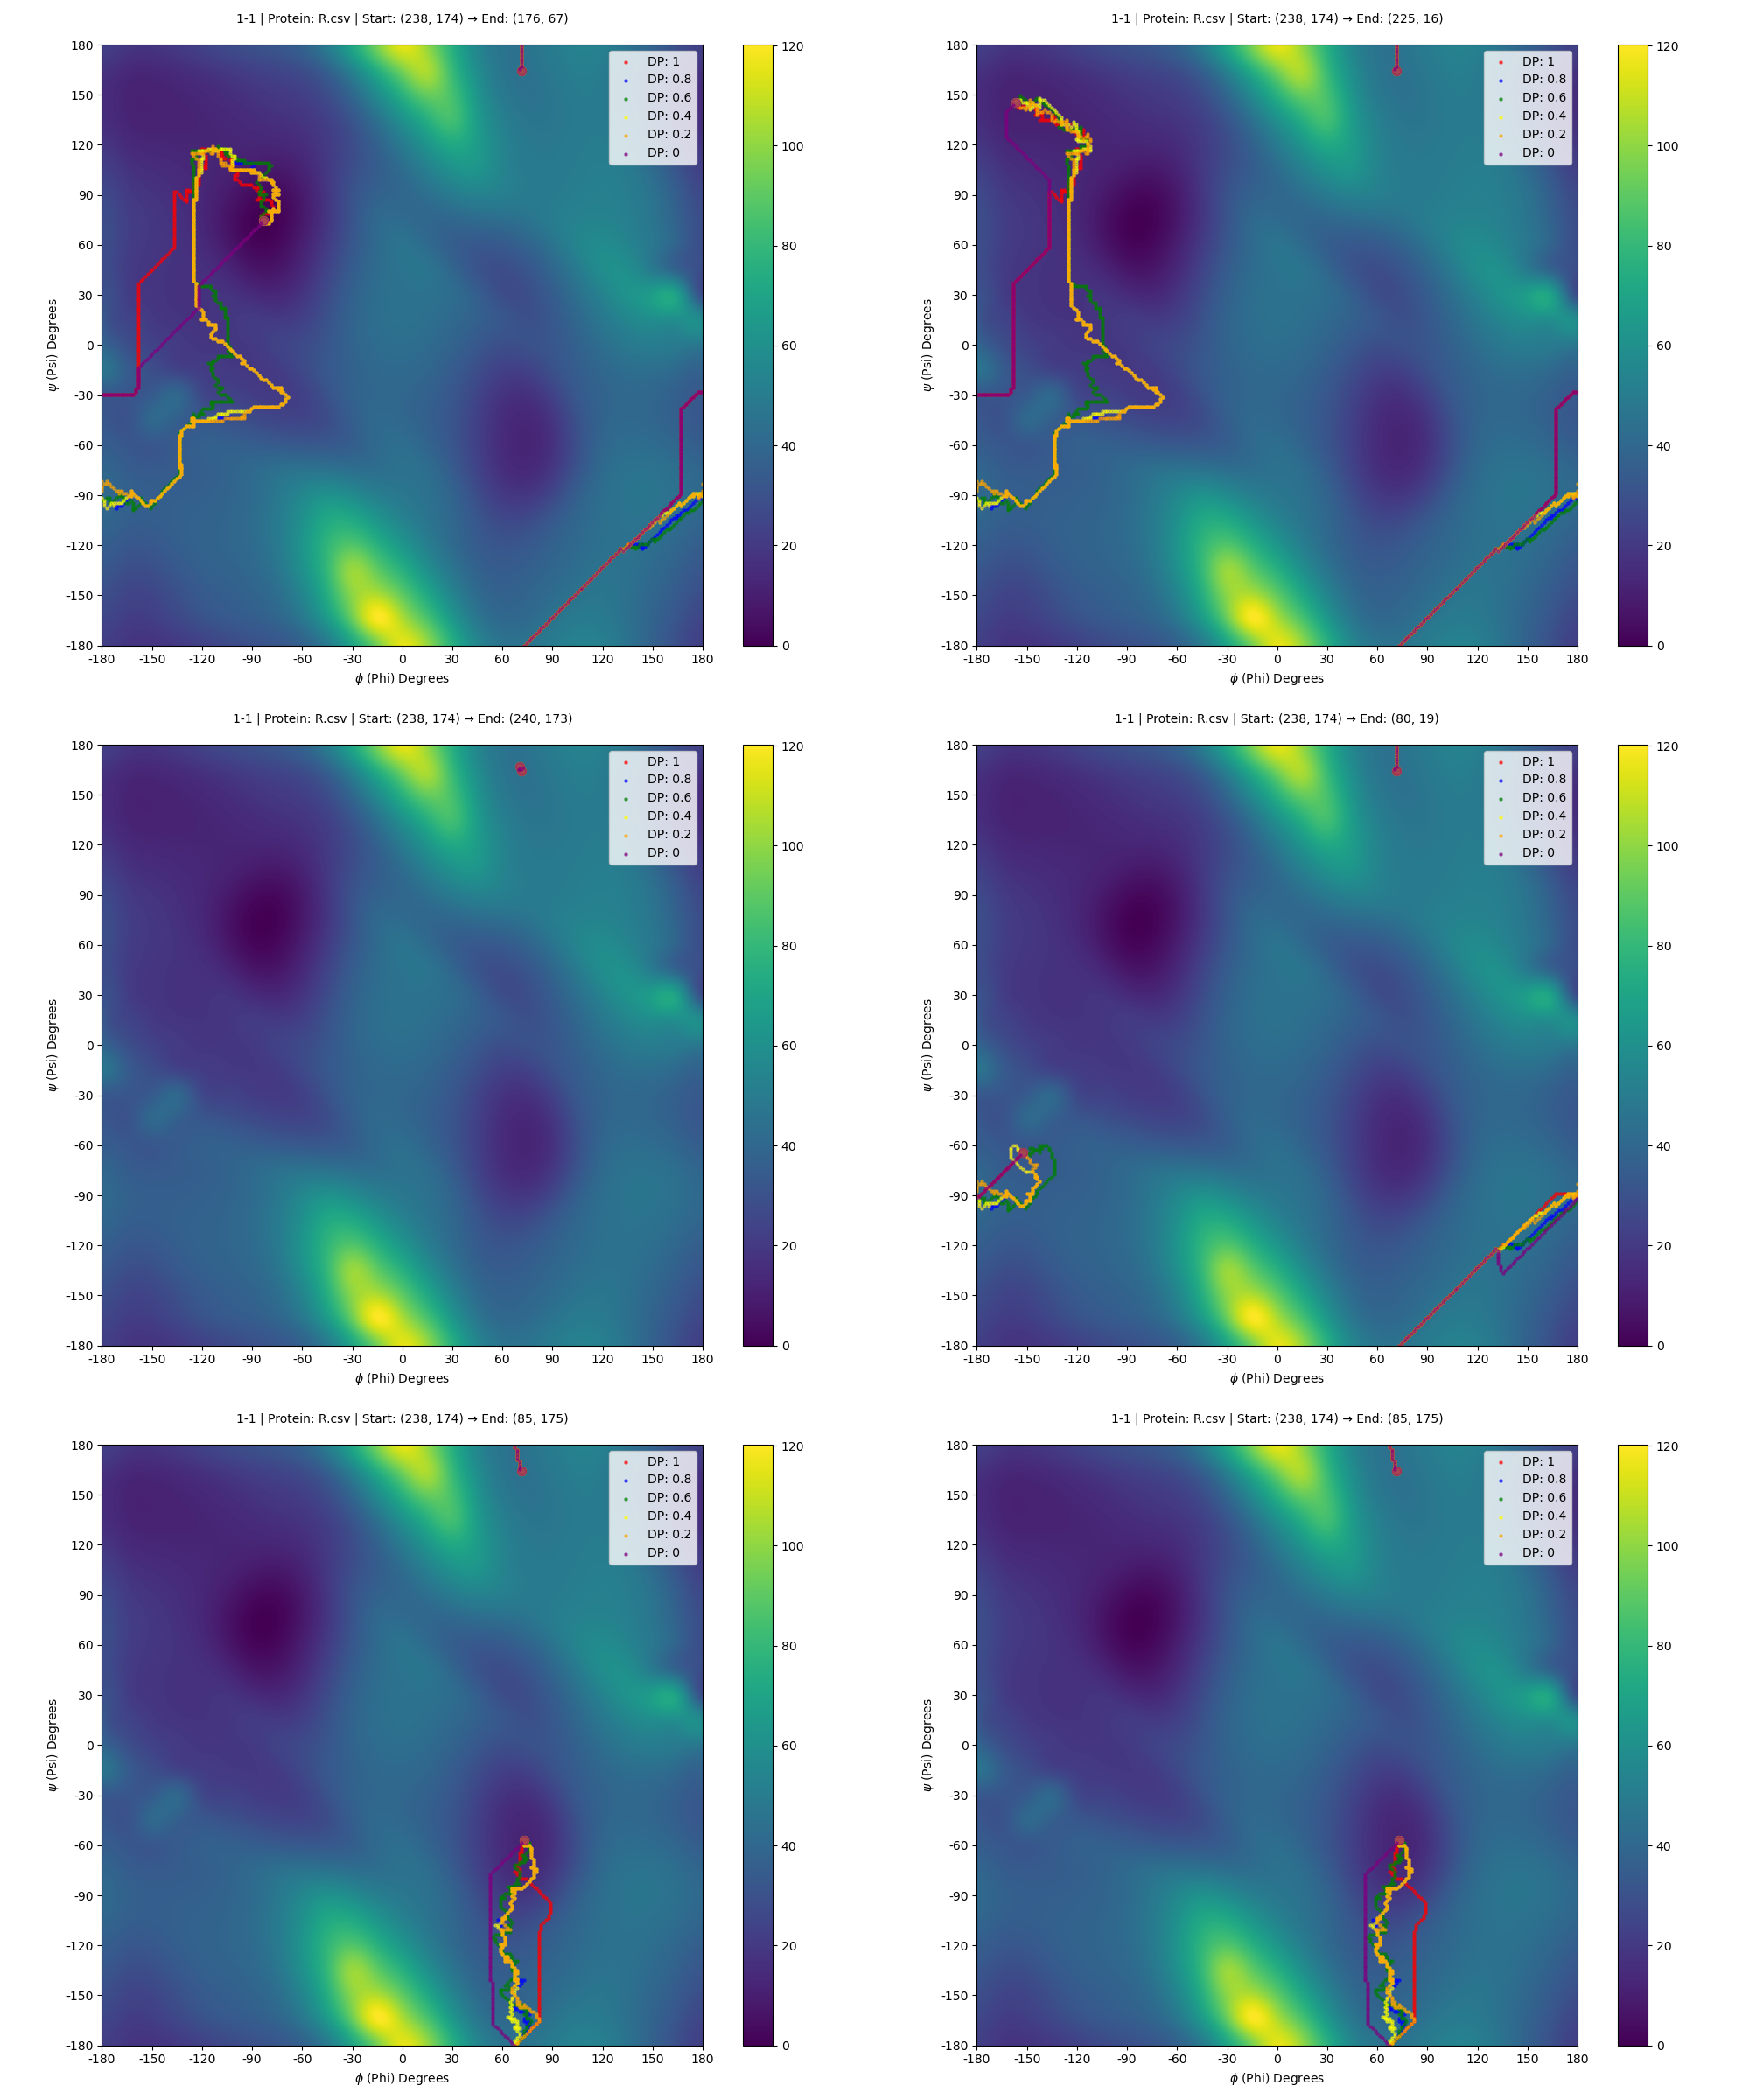 1-1 | Protein: R.csv | Start: (238, 174) → End: (176, 67)
180
150
120
90
60
30
0
-30
-60
-90
-120
-150
-180
ψ (Psi) Degrees
-180 -150 -120 -90 -60 -30 0 30 60 90 120 150 180
ϕ (Phi) Degrees
DP: 1
DP: 0.8
DP: 0.6
DP: 0.4
DP: 0.2
DP: 0
120
100
80
60
40
20
0
1-1 | Protein: R.csv | Start: (238, 174) → End: (225, 16)
180
150
120
90
60
30
0
-30
-60
-90
-120
-150
-180
ψ (Psi) Degrees
-180 -150 -120 -90 -60 -30 0 30 60 90 120 150 180
ϕ (Phi) Degrees
DP: 1
DP: 0.8
DP: 0.6
DP: 0.4
DP: 0.2
DP: 0
120
100
80
60
40
20
0
1-1 | Protein: R.csv | Start: (238, 174) → End: (240, 173)
180
150
120
90
60
30
0
-30
-60
-90
-120
-150
-180
ψ (Psi) Degrees
-180 -150 -120 -90 -60 -30 0 30 60 90 120 150 180
ϕ (Phi) Degrees
DP: 1
DP: 0.8
DP: 0.6
DP: 0.4
DP: 0.2
DP: 0
120
100
80
60
40
20
0
1-1 | Protein: R.csv | Start: (238, 174) → End: (80, 19)
180
150
120
90
60
30
0
-30
-60
-90
-120
-150
-180
ψ (Psi) Degrees
-180 -150 -120 -90 -60 -30 0 30 60 90 120 150 180
ϕ (Phi) Degrees
DP: 1
DP: 0.8
DP: 0.6
DP: 0.4
DP: 0.2
DP: 0
120
100
80
60
40
20
0
1-1 | Protein: R.csv | Start: (238, 174) → End: (85, 175)
180
150
120
90
60
30
0
-30
-60
-90
-120
-150
-180
ψ (Psi) Degrees
-180 -150 -120 -90 -60 -30 0 30 60 90 120 150 180
ϕ (Phi) Degrees
DP: 1
DP: 0.8
DP: 0.6
DP: 0.4
DP: 0.2
DP: 0
120
100
80
60
40
20
0
1-1 | Protein: R.csv | Start: (238, 174) → End: (85, 175)
180
150
120
90
60
30
0
-30
-60
-90
-120
-150
-180
ψ (Psi) Degrees
-180 -150 -120 -90 -60 -30 0 30 60 90 120 150 180
ϕ (Phi) Degrees
DP: 1
DP: 0.8
DP: 0.6
DP: 0.4
DP: 0.2
DP: 0
120
100
80
60
40
20
0